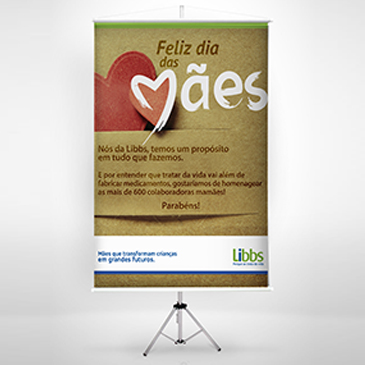 Feliz dia
das
mães
Nós da Libbs, temos um propósito
em tudo que fazemos.
E por entender que tratar da vida vai além de
fabricar medicamentos, gostaríamos de homenagear
as mais de 600 colaboradoras mamães!
Parabéns!
Mães que transformam crianças
em grandes futuros.
Libbs